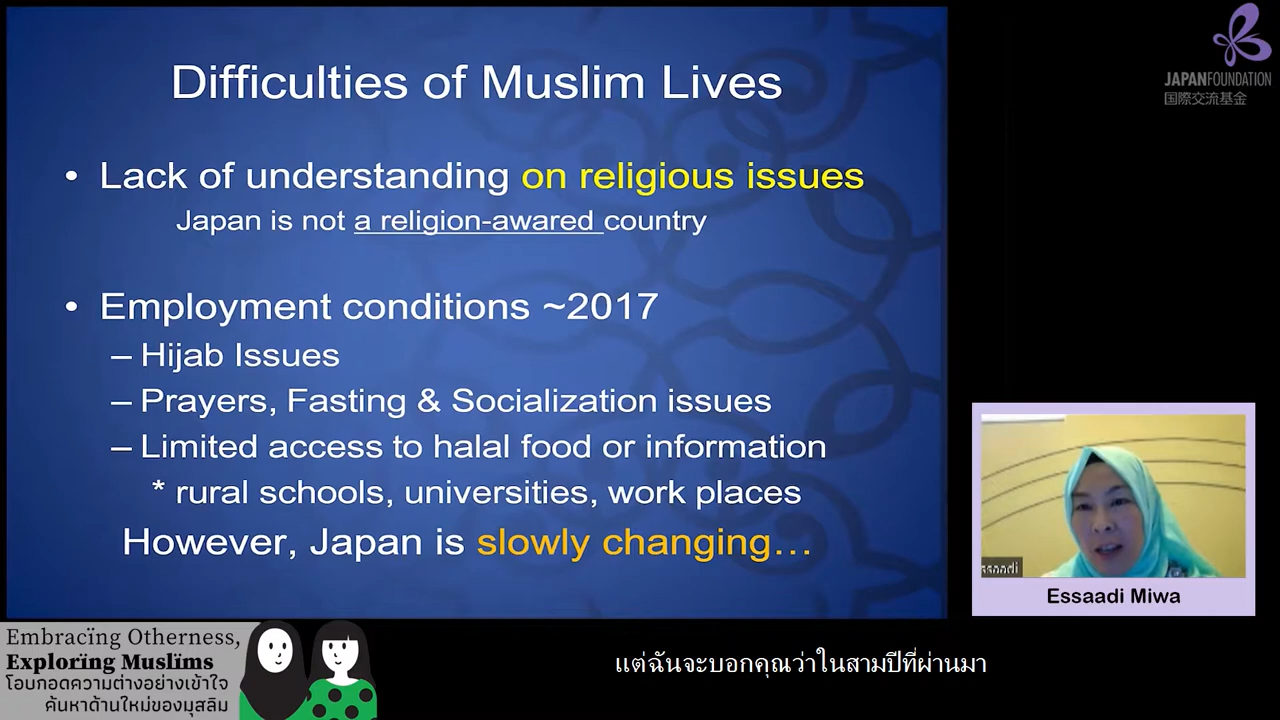 Difficulties of Muslim Lives
• Lack of understanding on religious issues
Japan is not a religion-awared country
• Employment conditions ~2017
– Hijab Issues
– Prayers, Fasting & Socialization issues
– Limited access to halal food or information
* rural schools, universities, work places
However, Japan is slowly changing…
JAPANFOUNDATION
国際交流基金
ssaadi
Essaadi Miwa
Embracing Otherness,
Exploring Muslims
โอบกอดความต่างอย่างเข้าใจ
ค้นหาด้านใหม่ของมุสลิม
แต่ฉันจะบอกคุณว่าในสามปีที่ผ่านมา